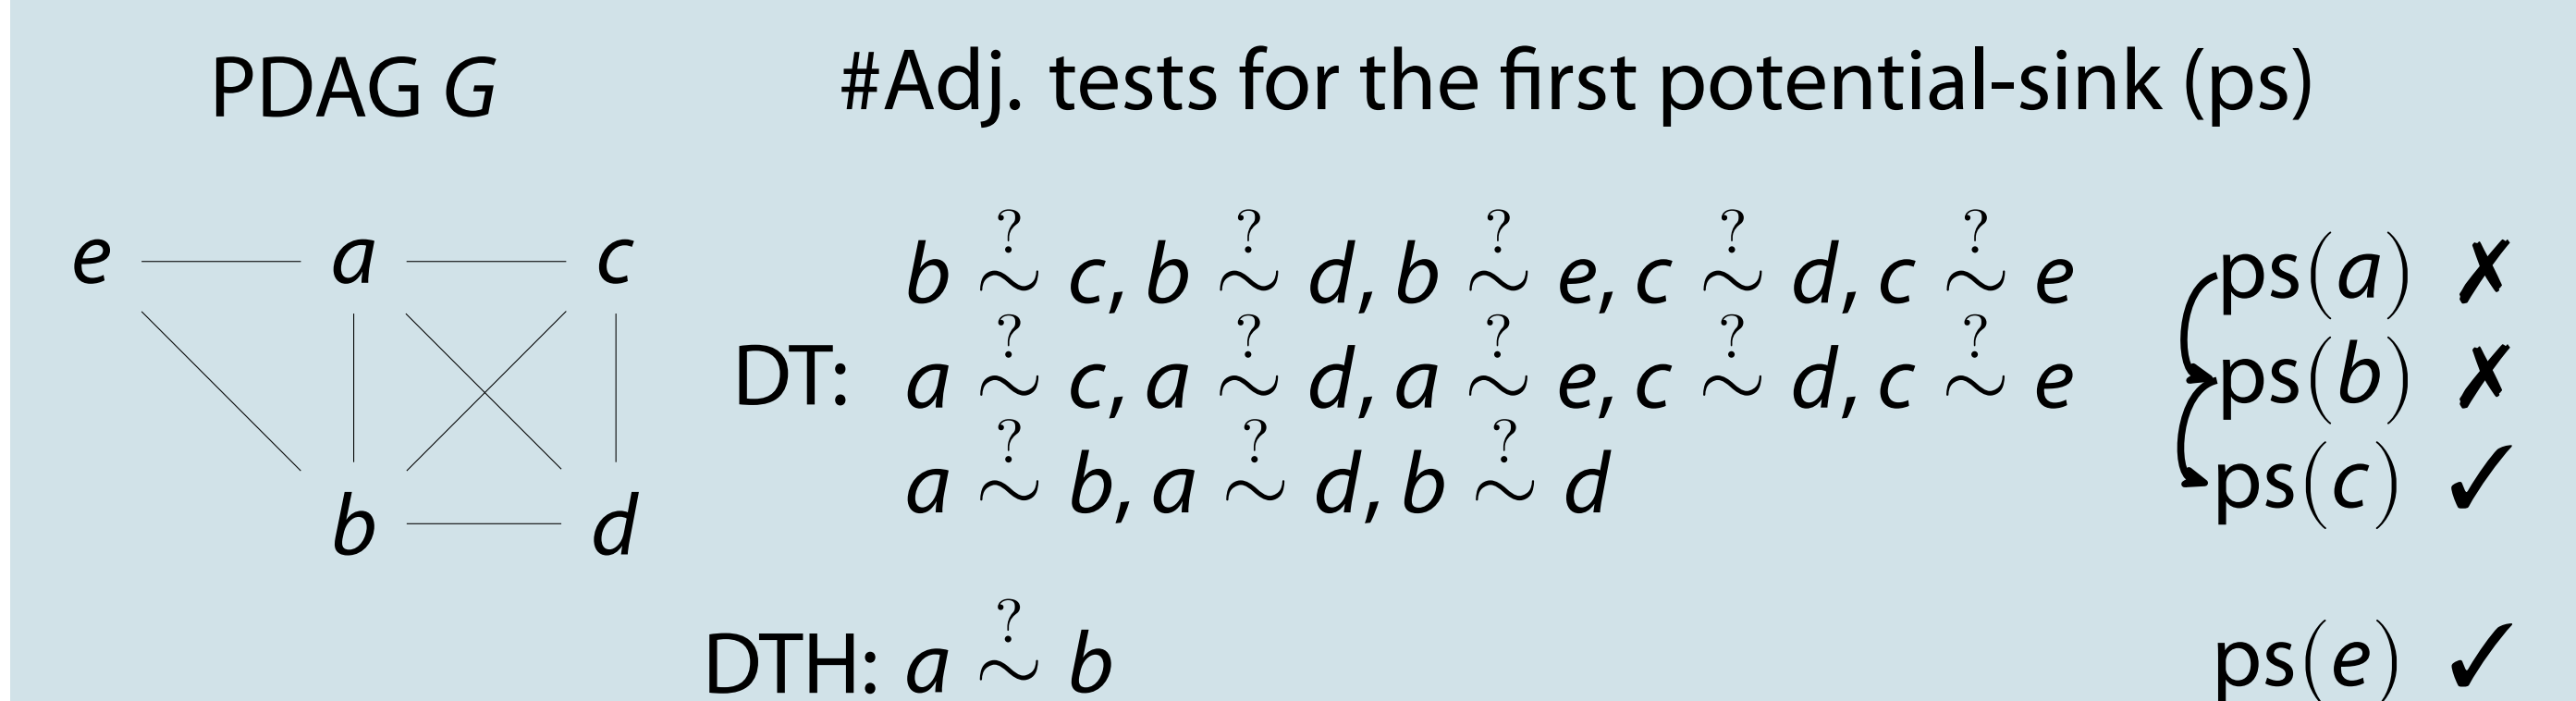 PDAG G
#Adj. tests for the first potential-sink (ps)
e a c
b d
b ?∼ c, b ?∼ d, b ?∼ e, c ?∼ d, c ?∼ e ps(a) ✗
DT: a ?∼ c, a ?∼ d, a ?∼ e, c ?∼ d, c ?∼ e ps(b) ✗
a ?∼ b, a ?∼ d, b ?∼ d ps(c) ✓
DTH: a ?∼ b ps(e) ✓